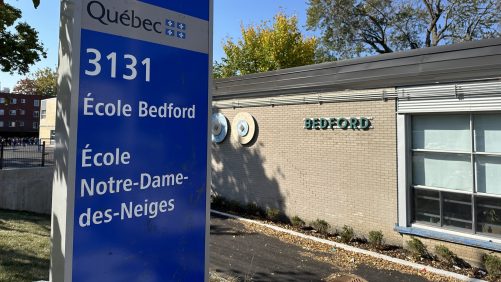 Québec
3131
École Bedford
École
Notre-Dame-
des-Neiges
BEDFORD